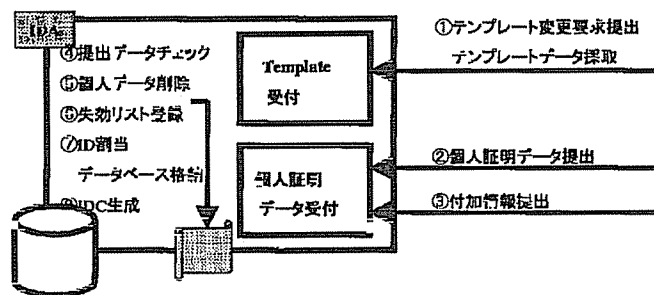 IDA
④提出データチェック
⑤個人データ削除
⑥失効リスト登録
⑦ID割当
データベース格納
⑧IDC生成
Template
受付
個人証明
データ受付
①テンプレート変更要求提出
テンプレートデータ採取
②個人証明データ提出
③付加情報提出